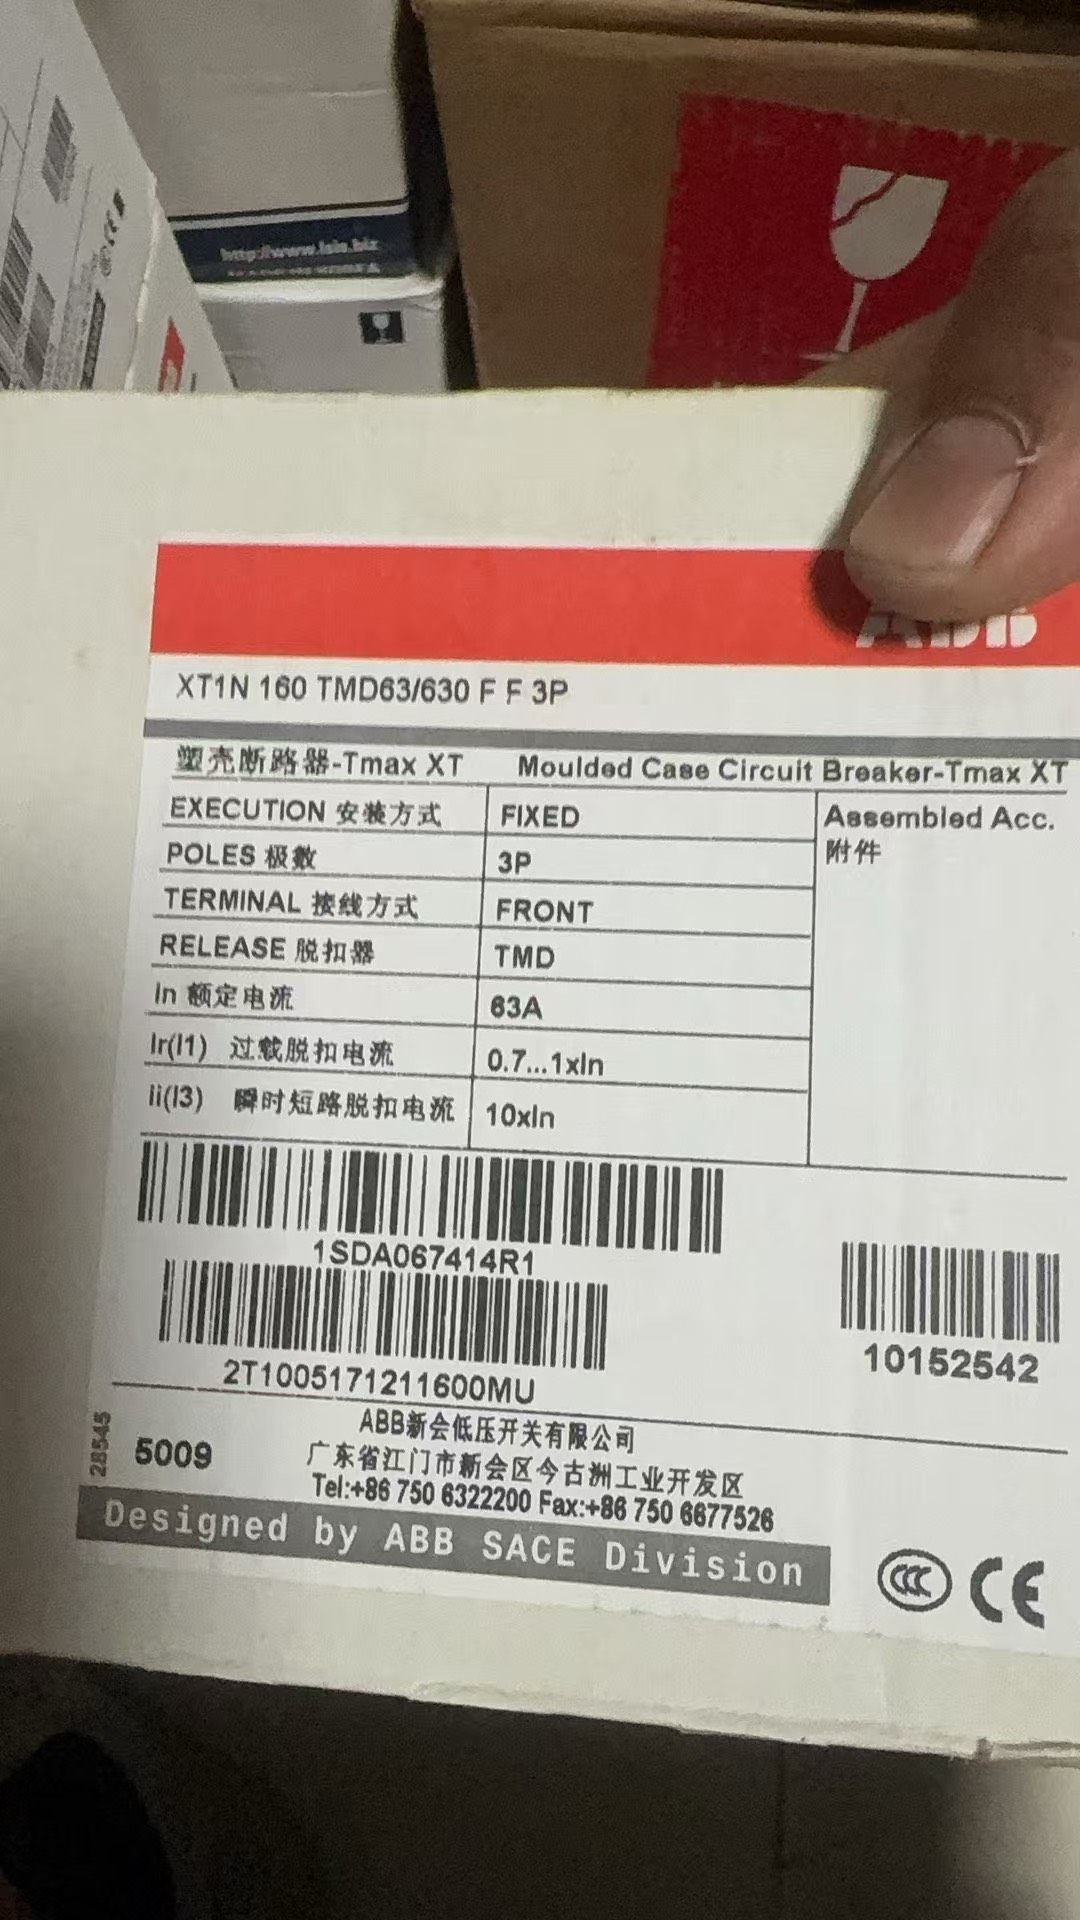 http://www.lsis.biz
ABB
XT1N 160 TMD63/630 F F 3P
塑壳断路器-Tmax XT Moulded Case Circuit Breaker-Tmax XT
EXECUTION 安装方式 FIXED Assembled Acc.
附件
POLES 极数 3P
TERMINAL 接线方式 FRONT
RELEASE 脱扣器 TMD
In 额定电流 63A
Ir(I1) 过载脱扣电流 0.7...1xIn
Ii(I3) 瞬时短路脱扣电流 10xIn
1SDA067414R1
2T1005171211600MU
10152542
ABB新会低压开关有限公司
28545 5009 广东省江门市新会区今古洲工业开发区
Tel:+86 750 6322200 Fax:+86 750 6677526
Designed by ABB SACE Division
CCC CE